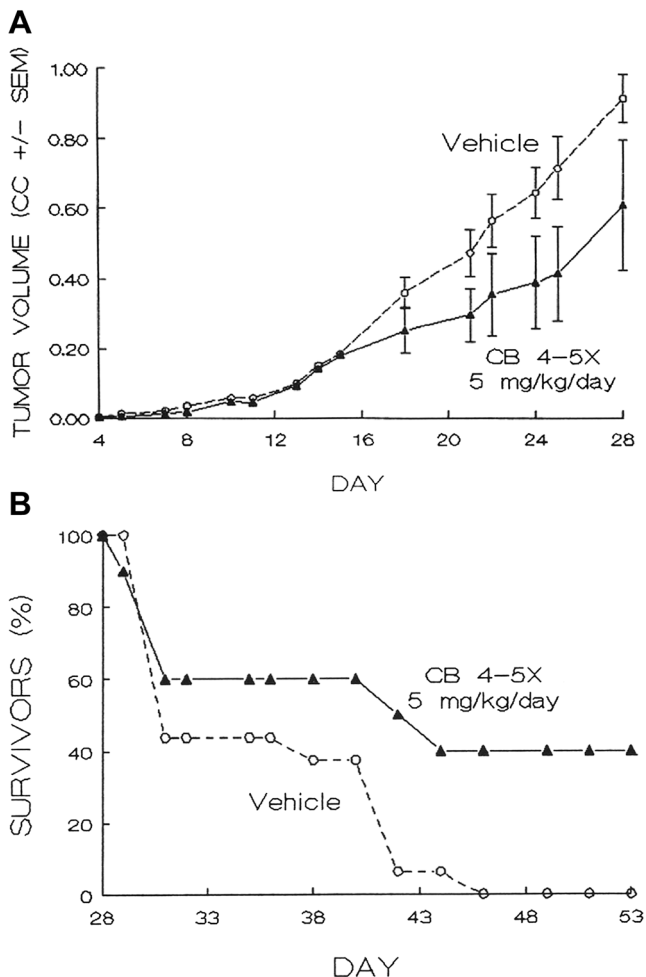 A
TUMOR VOLUME (CC +/- SEM)
1.00
0.80
0.60
0.40
0.20
0.00
Vehicle
CB 4-5X
5 mg/kg/day
4
8
12
16
20
24
28
DAY
B
SURVIVORS (%)
100
80
60
40
20
0
CB 4-5X
5 mg/kg/day
Vehicle
28
33
38
43
48
53
DAY